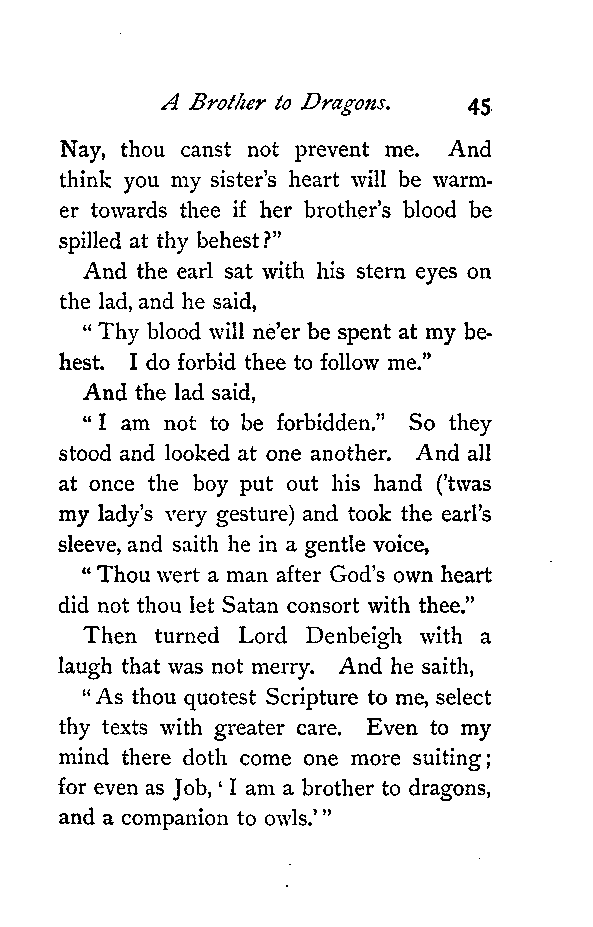 A Brother to Dragons. 45
Nay, thou canst not prevent me. And
think you my sister's heart will be warm-
er towards thee if her brother's blood be
spilled at thy behest?"
And the earl sat with his stern eyes on
the lad, and he said,
"Thy blood will ne'er be spent at my be-
hest. I do forbid thee to follow me."
And the lad said,
"I am not to be forbidden." So they
stood and looked at one another. And all
at once the boy put out his hand ('twas
my lady's very gesture) and took the earl's
sleeve, and saith he in a gentle voice,
"Thou wert a man after God's own heart
did not thou let Satan consort with thee."
Then turned Lord Denbeigh with a
laugh that was not merry. And he saith,
"As thou quotest Scripture to me, select
thy texts with greater care. Even to my
mind there doth come one more suiting;
for even as Job, 'I am a brother to dragons,
and a companion to owls.'"